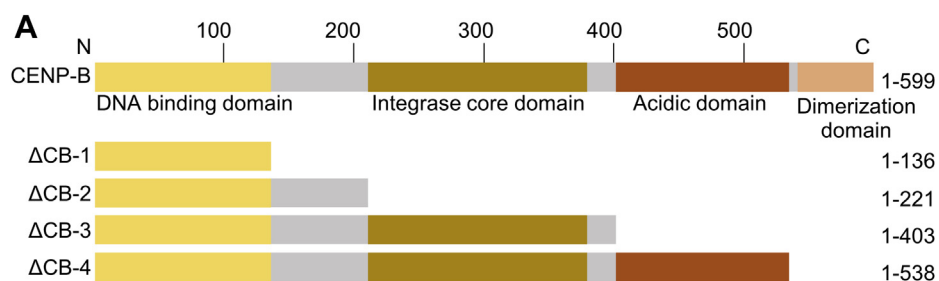 A
100 200 300 400 500
N C
CENP-B 1-599
DNA binding domain Integrase core domain Acidic domain Dimerization
domain
ΔCB-1 1-136
ΔCB-2 1-221
ΔCB-3 1-403
ΔCB-4 1-538